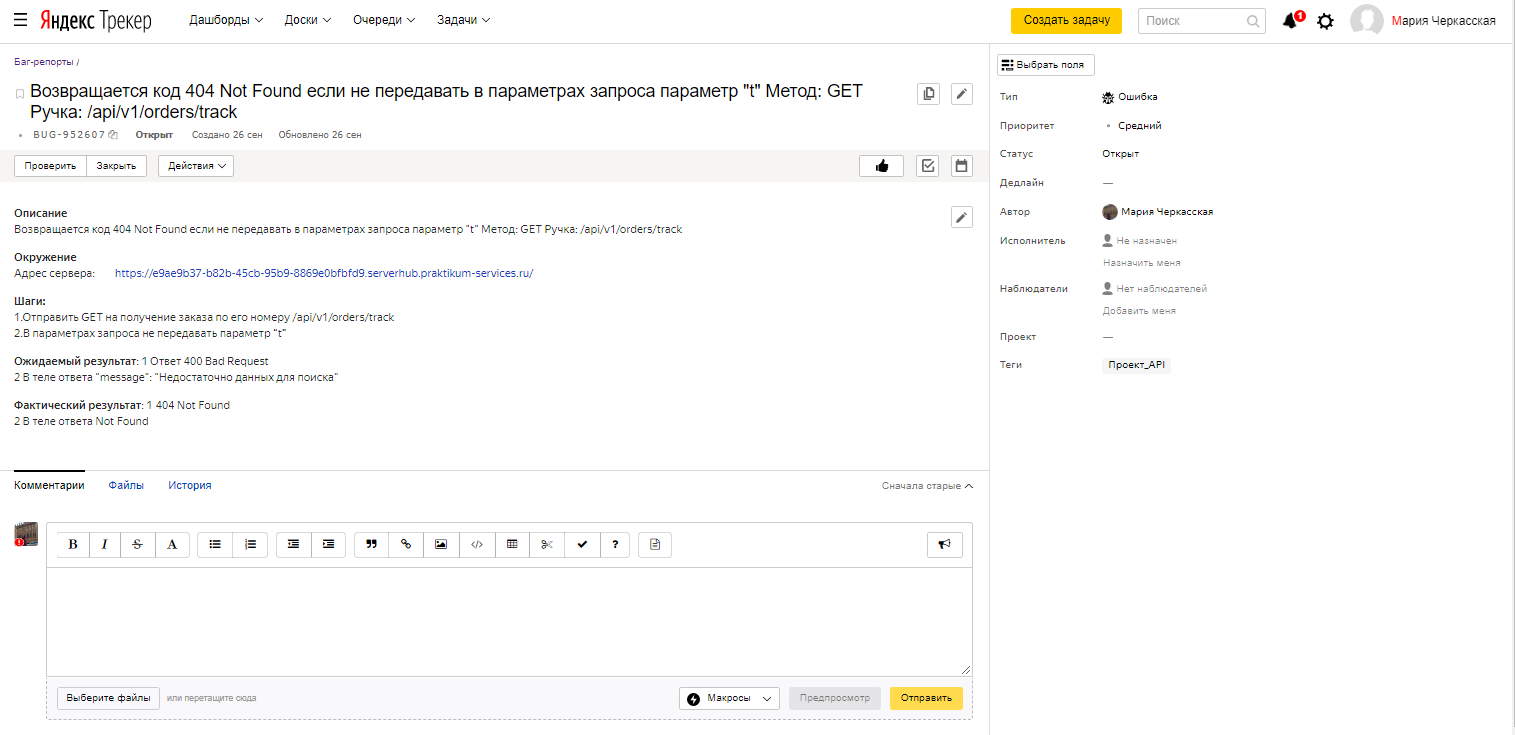 Яндекс Трекер Дашборды Доски Очереди Задачи Создать задачу Поиск 1 Мария Черкасская
Баг-репорты /
Возвращается код 404 Not Found если не передавать в параметрах запроса параметр "t" Метод: GET
Ручка: /api/v1/orders/track
BUG-952607 Открыт Создано 26 сен Обновлено 26 сен
Проверить Закрыть Действия
Описание
Возвращается код 404 Not Found если не передавать в параметрах запроса параметр "t" Метод: GET Ручка: /api/v1/orders/track
Окружение
Адрес сервера: https://e9ae9b37-b82b-45cb-95b9-8869e0bfbfd9.serverhub.praktikum-services.ru/
Шаги:
1.Отправить GET на получение заказа по его номеру /api/v1/orders/track
2.В параметрах запроса не передавать параметр "t"
Ожидаемый результат: 1 Ответ 400 Bad Request
2 В теле ответа "message": "Недостаточно данных для поиска"
Фактический результат: 1 404 Not Found
2 В теле ответа Not Found
Комментарии Файлы История Сначала старые
B I S A
Выберите файлы или перетащите сюда Макросы Предпросмотр Отправить
Выбрать поля
Тип Ошибка
Приоритет Средний
Статус Открыт
Дедлайн —
Автор Мария Черкасская
Исполнитель Не назначен
Назначить меня
Наблюдатели Нет наблюдателей
Добавить меня
Проект —
Теги Проект_API